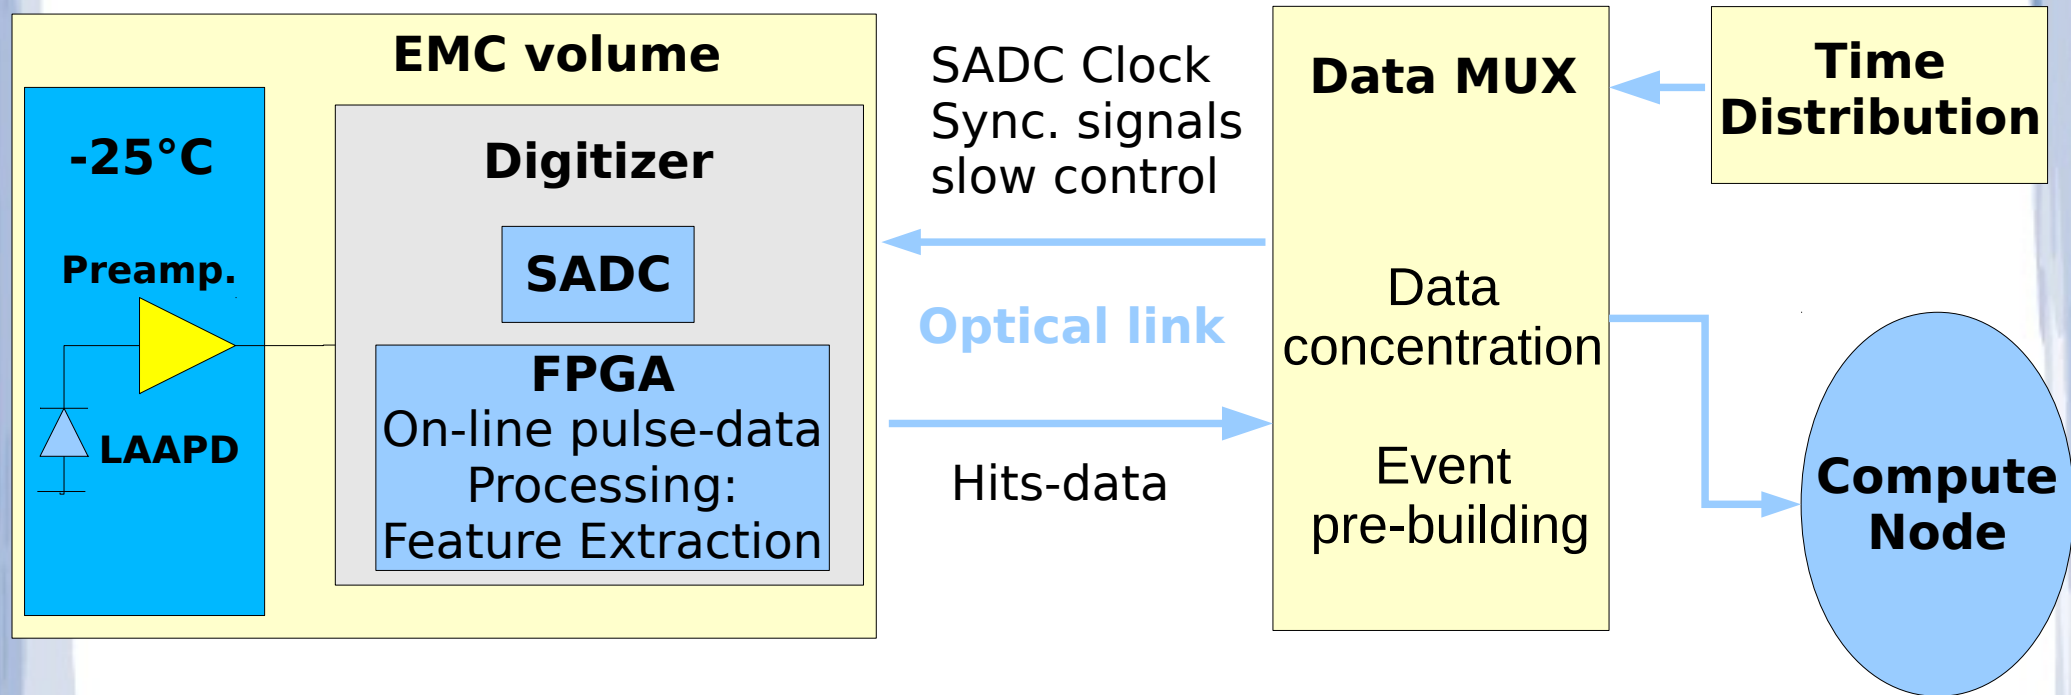 EMC volume
-25°C
Preamp.
LAAPD
Digitizer
SADC
FPGA
On-line pulse-data
Processing:
Feature Extraction
SADC Clock
Sync. signals
slow control
Optical link
Hits-data
Data MUX
Data
concentration
Event
pre-building
Time
Distribution
Compute
Node